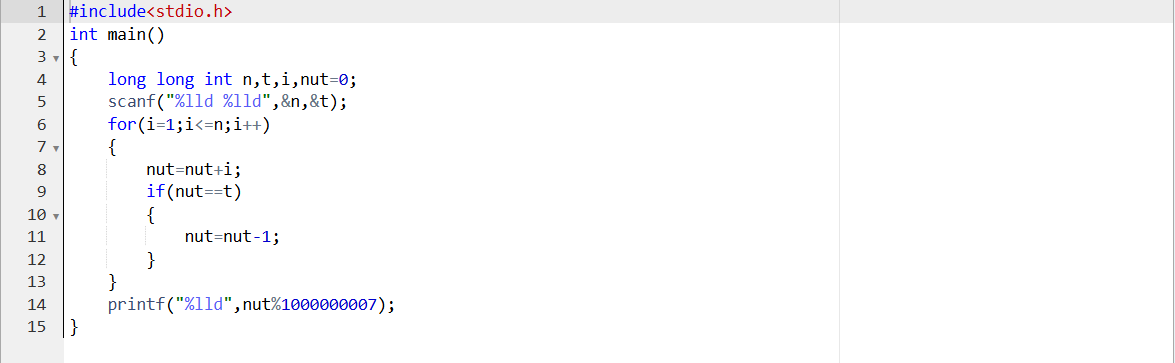 1 #include<stdio.h>
2 int main()
3 {
4     long long int n,t,i,nut=0;
5     scanf("%lld %lld",&n,&t);
6     for(i=1;i<=n;i++)
7     {
8         nut=nut+i;
9         if(nut==t)
10         {
11             nut=nut-1;
12         }
13     }
14     printf("%lld",nut%1000000007);
15 }